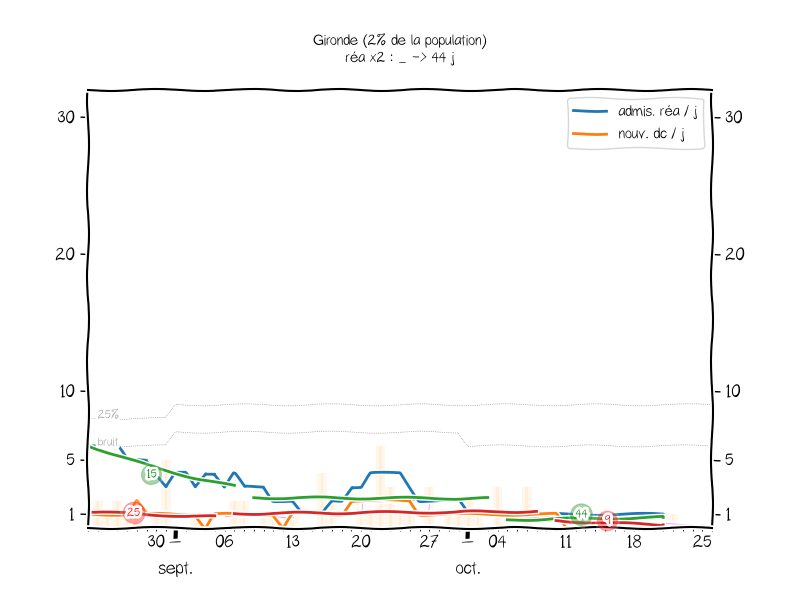 Gironde (2% de la population)
réa x2 : _ -> 44 j
admis. réa / j
nouv. dc / j
30
30
20
20
10
10
25%
bruit
5
5
15
25
44
9
1
1
30 06 13 20 27 04 11 18 25
sept. oct.